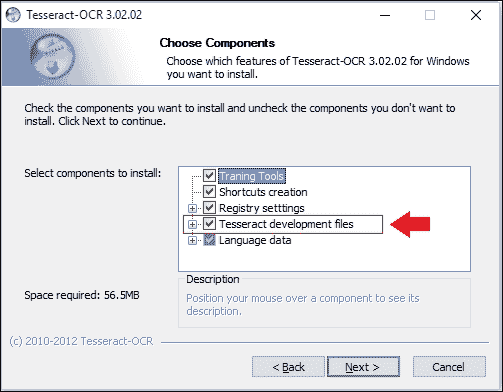 Tesseract-OCR 3.02.02
Choose Components
Choose which features of Tesseract-OCR 3.02.02 for Windows
you want to install.
Check the components you want to install and uncheck the components you don't want to
install. Click Next to continue.
Select components to install:
Traning Tools
Shortcuts creation
Registry setttings
Tesseract development files
Language data
Space required: 56.5MB
Description
Position your mouse over a component to see its
description.
(c) 2010-2012 Tesseract-OCR
< Back
Next >
Cancel